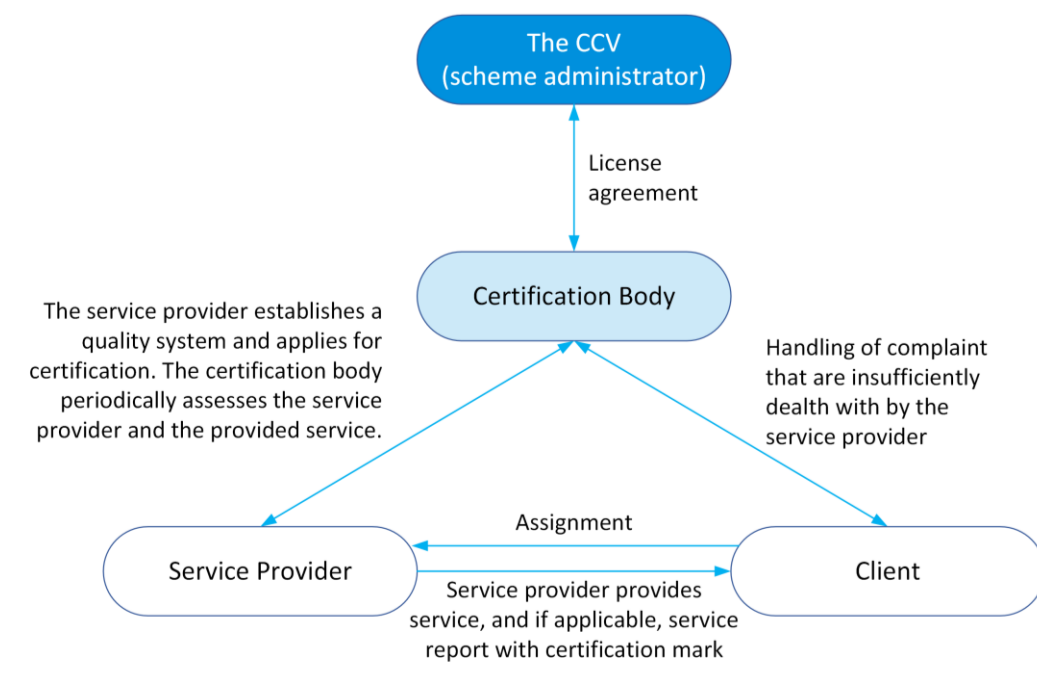 The CCV
(scheme administrator)
License
agreement
Certification Body
The service provider establishes a
quality system and applies for
certification. The certification body
periodically assesses the service
provider and the provided service.
Handling of complaint
that are insufficiently
dealth with by the
service provider
Assignment
Service Provider
Client
Service provider provides
service, and if applicable, service
report with certification mark